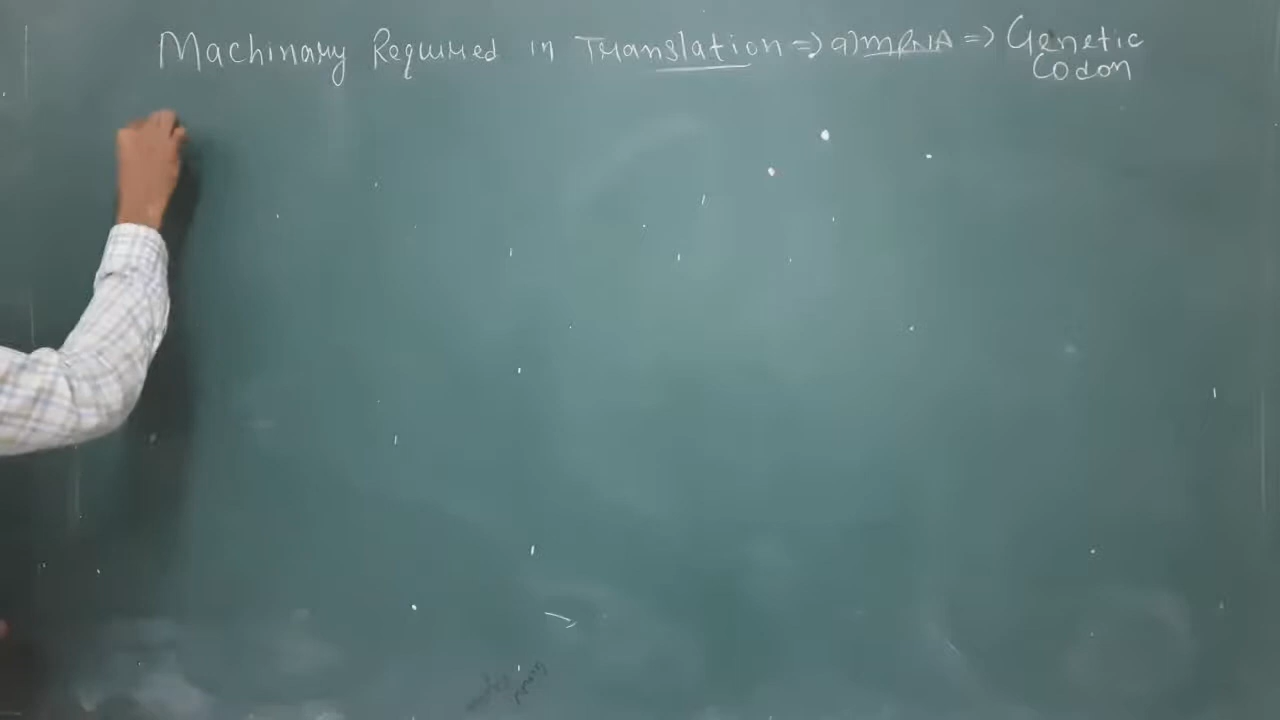 Machinary Required in Translation => a) mRNA => Genetic
Codon